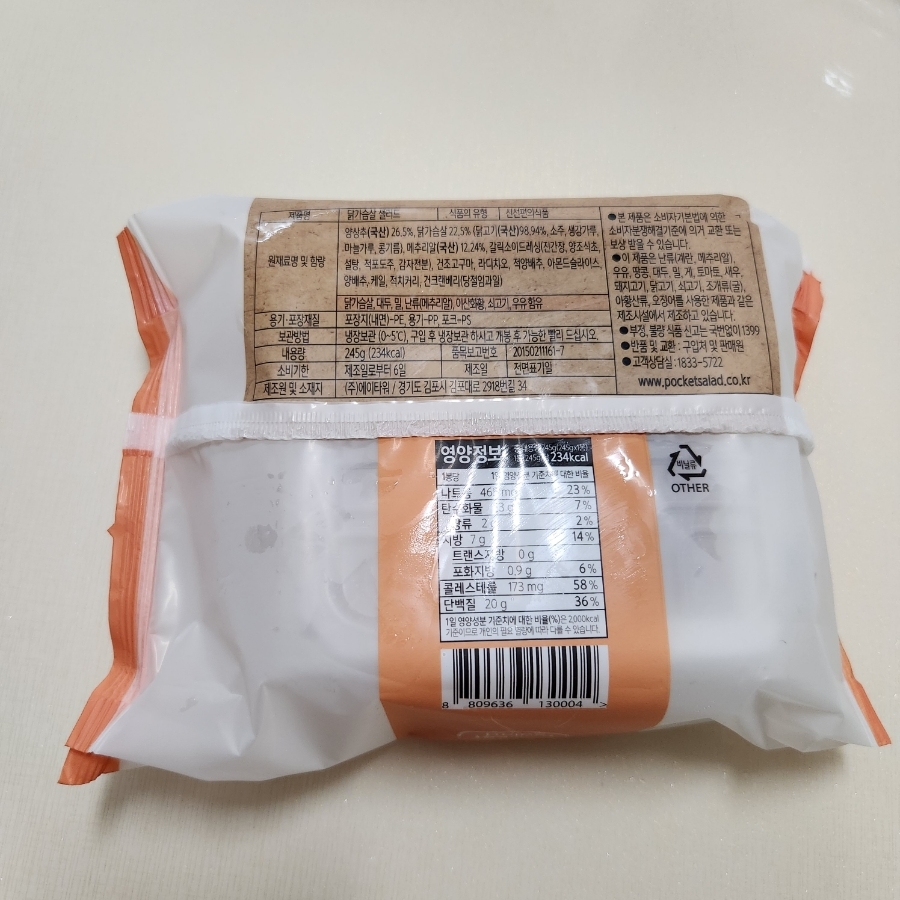 제품명 닭가슴살 샐러드 식품의 유형 신선편의식품
원재료명 및 함량
양상추(국산) 26.5%, 닭가슴살 22.5% (닭고기(국산)98.94%, 소주, 생강가루,
마늘가루, 콩기름), 메추리알(국산) 12.24%, 갈릭소이드레싱(진간장, 양조식초,
설탕, 적포도주, 감자전분), 건조고구마, 라디치오, 적양배추, 아몬드슬라이스,
양배추, 케일, 적치커리, 건크랜베리(당절임과일)
닭가슴살, 대두, 밀, 난류(메추리알), 아산화황, 쇠고기, 우유 함유
용기·포장재질 포장지(내면)-PE, 용기-PP, 포크-PS
보관방법 냉장보관 (0~5℃), 구입 후 냉장보관 하시고 개봉 후 가능한 빨리 드십시오.
내용량 245g (234kcal) 품목보고번호 20150211161-7
소비기한 제조일로부터 6일 제조일 전면표기일
제조원 및 소재지 (주)에이타워 / 경기도 김포시 김포대로 2918번길 34
●본 제품은 소비자기본법에 의한
소비자분쟁해결기준에 의거 교환 또는
보상 받을 수 있습니다.
●이 제품은 난류(계란, 메추리알),
우유, 땅콩, 대두, 밀, 게, 토마토, 새우,
돼지고기, 닭고기, 쇠고기, 조개류(굴),
아황산류, 오징어를 사용한 제품과 같은
제조시설에서 제조하고 있습니다.
●부정, 불량 식품 신고는 국번없이 1399
●반품 및 교환 : 구입저 및 판매원
●고객상담실 : 1833-5722
www.pocketsalad.co.kr
영양정보 245g(245g x1봉)
245g 234kcal
1봉당 1일 영양성분 기준치에 대한 비율
나트륨 mg 23%
탄수화물 g 7%
당류 2%
지방 7 g 14%
트랜스지방 0 g
포화지방 0.9 g 6%
콜레스테롤 173 mg 58%
단백질 20 g 36%
1일 영양성분 기준치에 대한 비율(%)은 2,000kcal
기준이므로 개인의 필요 열량에 따라 다를 수 있습니다.
비닐류
OTHER
8 809636 130004 >